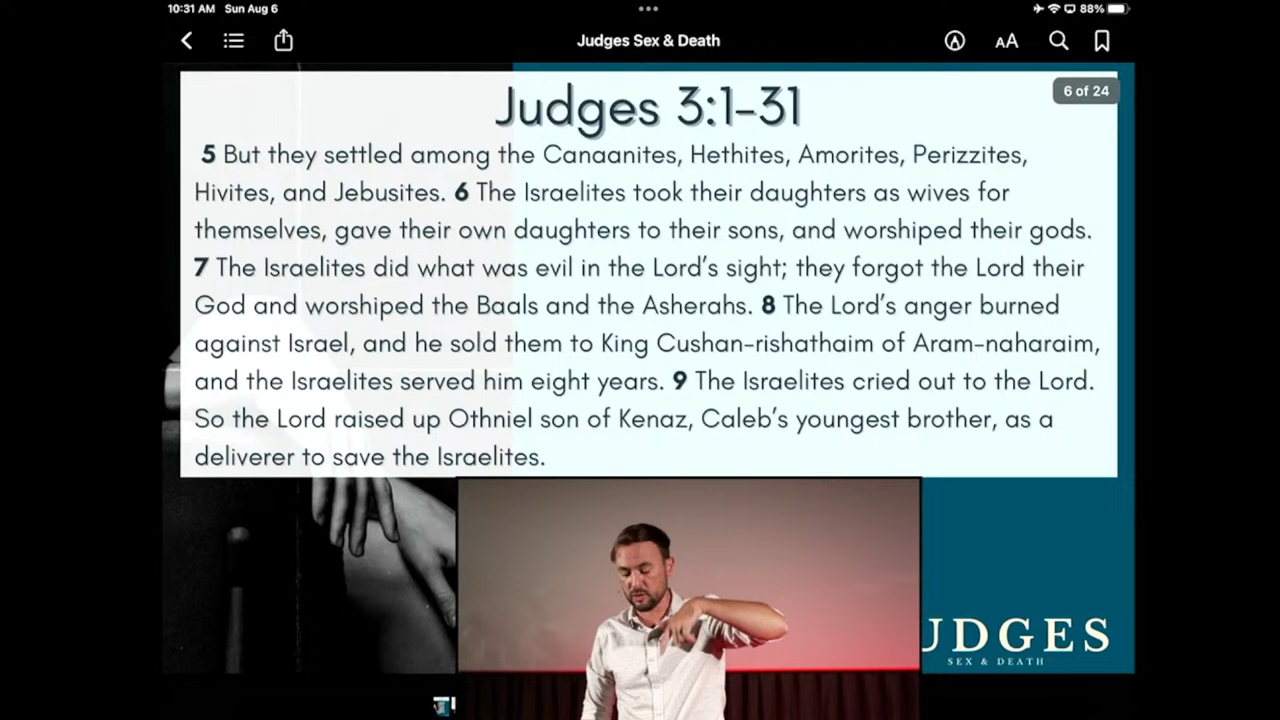 10:31 AM Sun Aug 6
88%
Judges Sex & Death
AA
6 of 24
Judges 3:1-31
5 But they settled among the Canaanites, Hethites, Amorites, Perizzites,
Hivites, and Jebusites. 6 The Israelites took their daughters as wives for
themselves, gave their own daughters to their sons, and worshiped their gods.
7 The Israelites did what was evil in the Lord's sight; they forgot the Lord their
God and worshiped the Baals and the Asherahs. 8 The Lord's anger burned
against Israel, and he sold them to King Cushan-rishathaim of Aram-naharaim,
and the Israelites served him eight years. 9 The Israelites cried out to the Lord.
So the Lord raised up Othniel son of Kenaz, Caleb's youngest brother, as a
deliverer to save the Israelites.
UDGES
SEX & DEATH